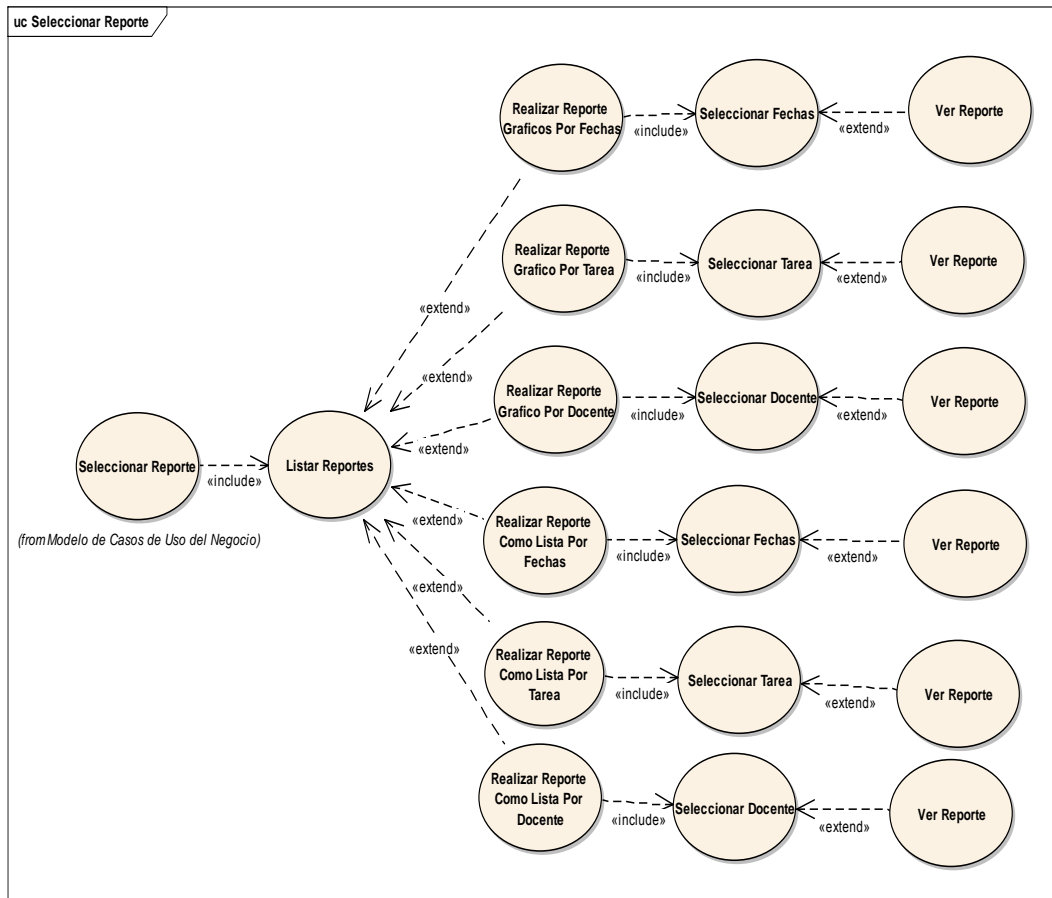 uc Seleccionar Reporte
Realizar Reporte
Graficos Por Fechas
«include»
Seleccionar Fechas
«extend»
Ver Reporte
Realizar Reporte
Grafico Por Tarea
«include»
Seleccionar Tarea
«extend»
Ver Reporte
«extend»
«extend»
Realizar Reporte
Grafico Por Docente
«include»
Seleccionar Docente
«extend»
Ver Reporte
«extend»
Seleccionar Reporte
«include»
Listar Reportes
(from Modelo de Casos de Uso del Negocio)
«extend»
Realizar Reporte
Como Lista Por
Fechas
«include»
Seleccionar Fechas
«extend»
Ver Reporte
«extend»
Realizar Reporte
Como Lista Por
Tarea
«include»
Seleccionar Tarea
«extend»
Ver Reporte
«extend»
Realizar Reporte
Como Lista Por
Docente
«include»
Seleccionar Docente
«extend»
Ver Reporte